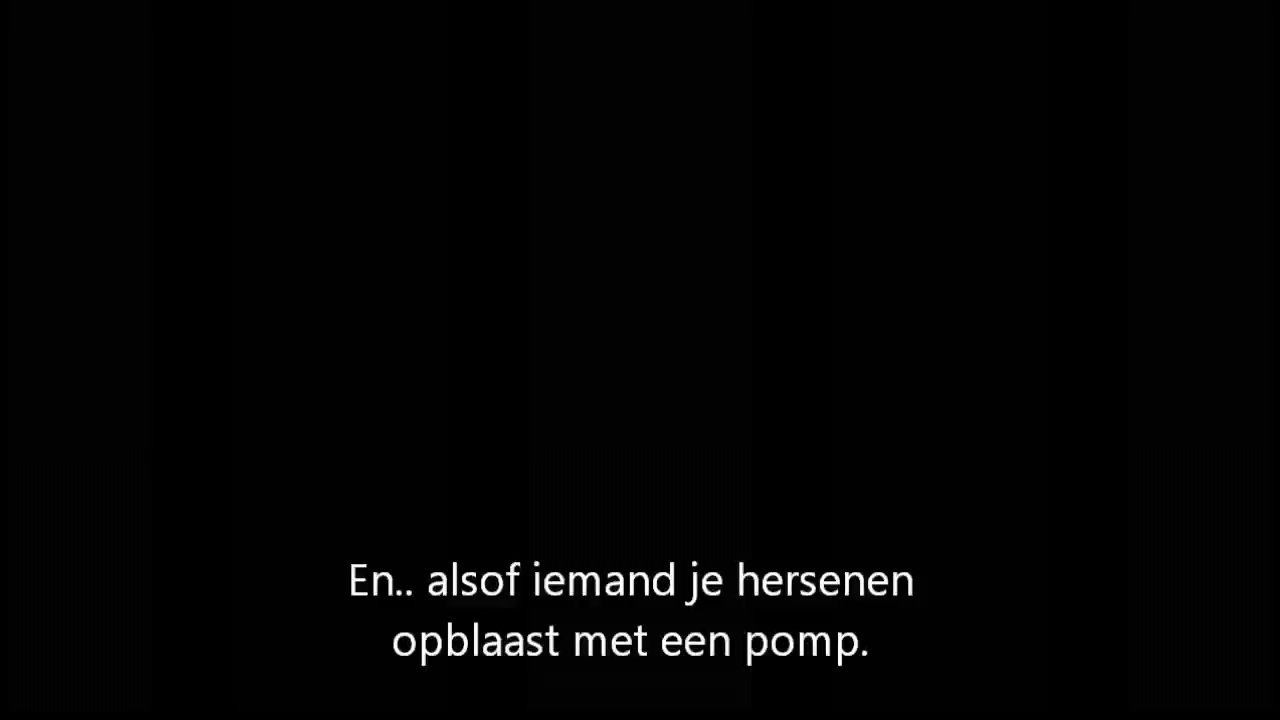 En.. alsof iemand je hersenen
opblaast met een pomp.